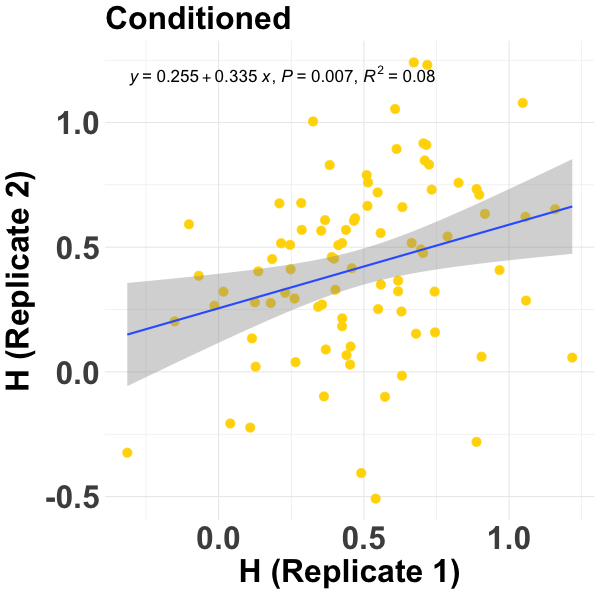 Conditioned
y = 0.255 + 0.335 x, P = 0.007, R² = 0.08
H (Replicate 2)
1.0
0.5
0.0
-0.5
0.0 0.5 1.0
H (Replicate 1)